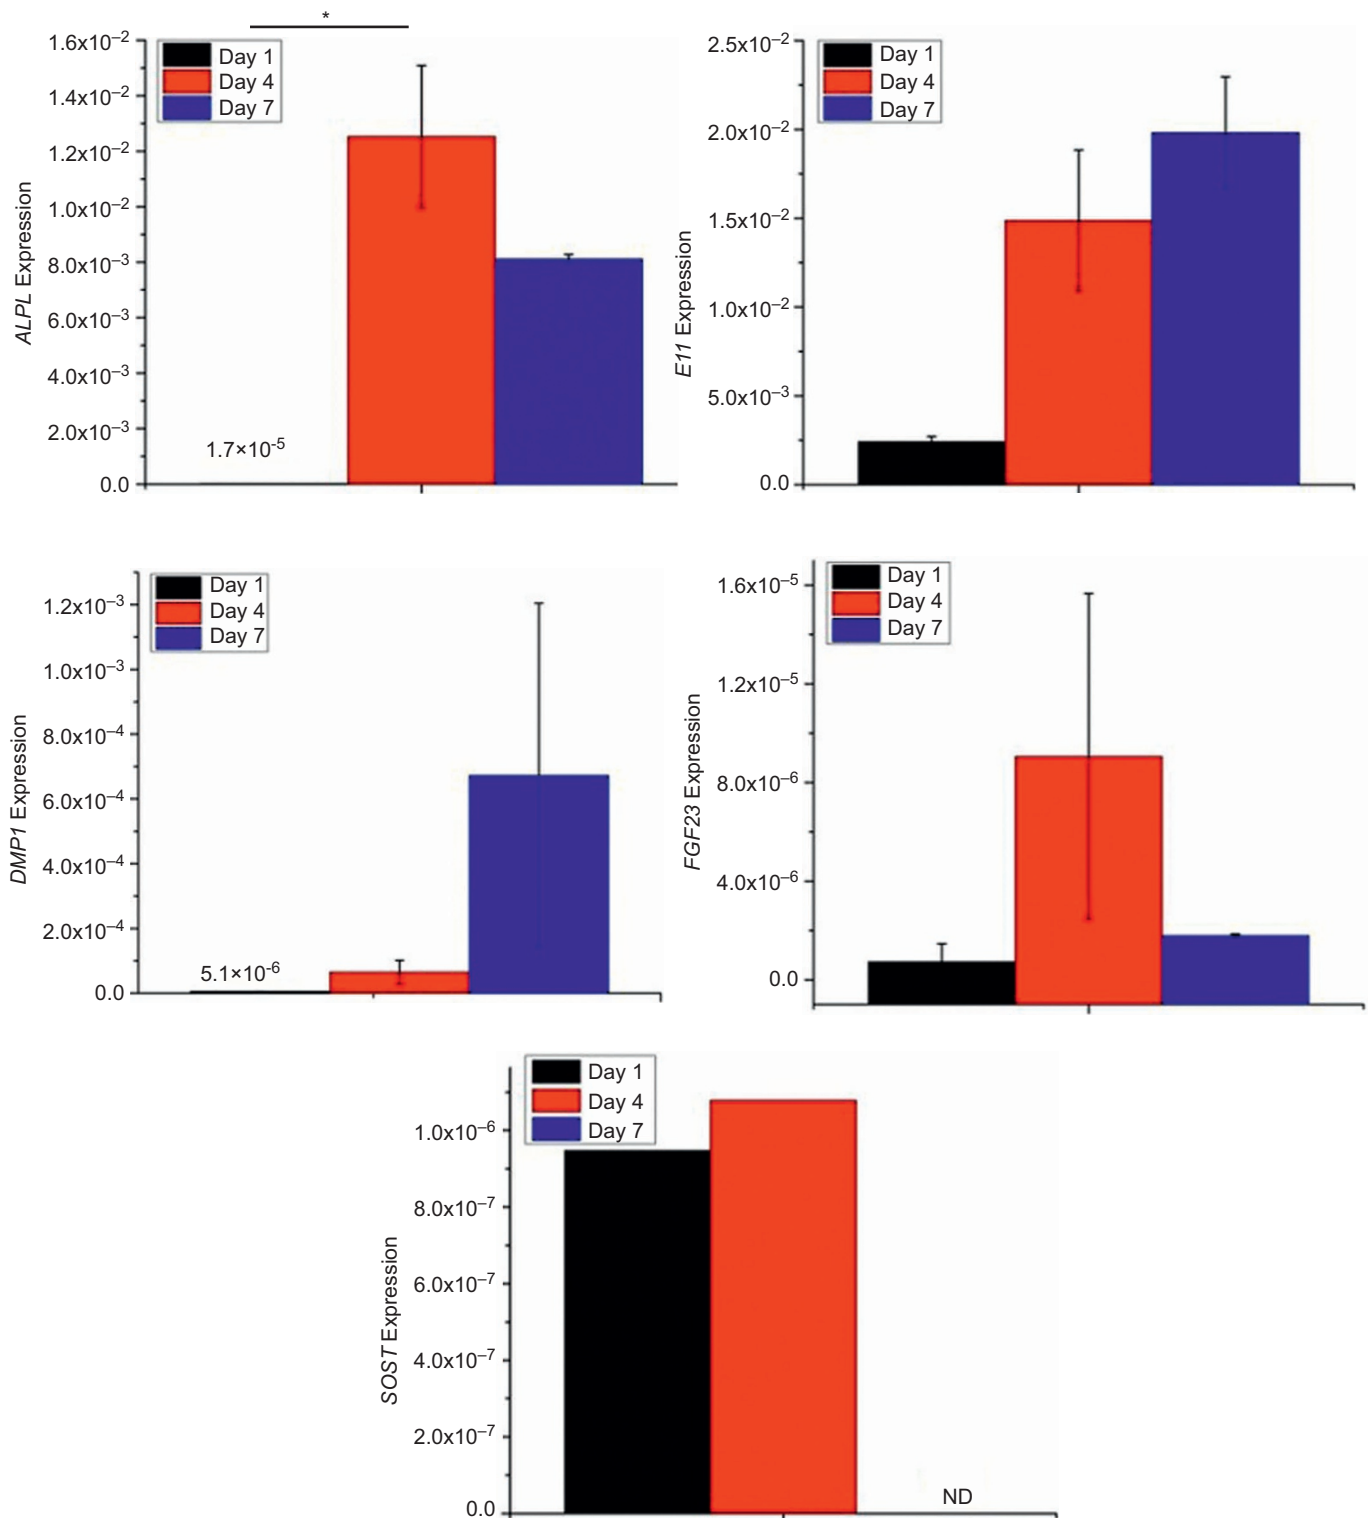 *
1.6x10⁻²
1.4x10⁻²
1.2x10⁻²
1.0x10⁻²
8.0x10⁻³
6.0x10⁻³
4.0x10⁻³
2.0x10⁻³
0.0
ALPL Expression
Day 1
Day 4
Day 7
1.7×10⁻⁵
2.5x10⁻²
2.0x10⁻²
1.5x10⁻²
1.0x10⁻²
5.0x10⁻³
0.0
E11 Expression
Day 1
Day 4
Day 7
1.2x10⁻³
1.0x10⁻³
8.0x10⁻⁴
6.0x10⁻⁴
4.0x10⁻⁴
2.0x10⁻⁴
0.0
DMP1 Expression
Day 1
Day 4
Day 7
5.1×10⁻⁶
1.6x10⁻⁵
1.2x10⁻⁵
8.0x10⁻⁶
4.0x10⁻⁶
0.0
FGF23 Expression
Day 1
Day 4
Day 7
1.0x10⁻⁶
8.0x10⁻⁷
6.0x10⁻⁷
4.0x10⁻⁷
2.0x10⁻⁷
0.0
SOST Expression
Day 1
Day 4
Day 7
ND